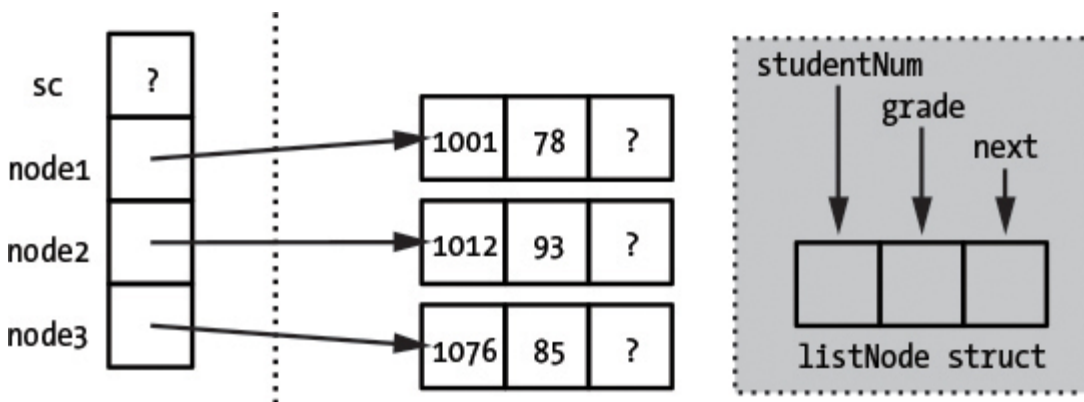 sc ?
node1
node2
node3
1001 78 ?
1012 93 ?
1076 85 ?
studentNum
grade
next
listNode struct